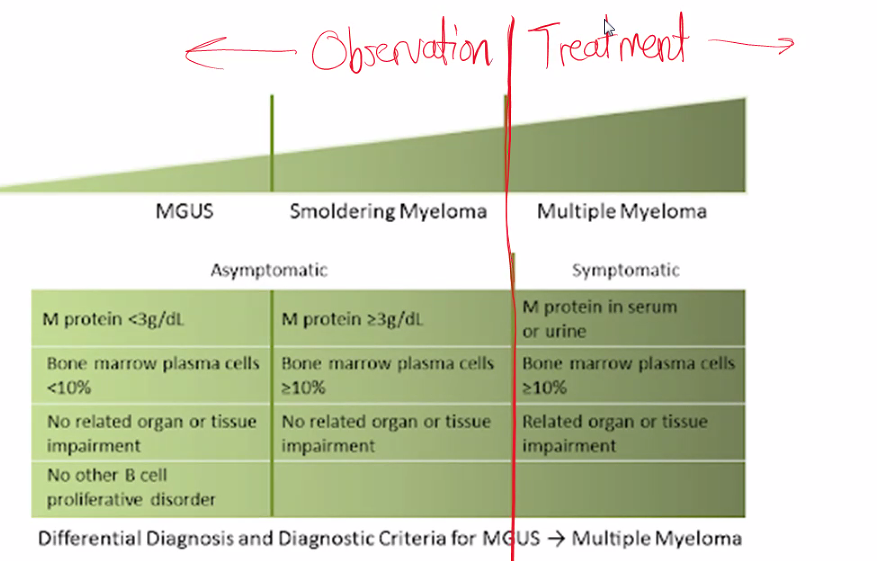 Observation Treatment
MGUS Smoldering Myeloma Multiple Myeloma
Asymptomatic Symptomatic
M protein <3g/dL
M protein ≥3g/dL
M protein in serum
or urine
Bone marrow plasma cells
<10%
Bone marrow plasma cells
≥10%
Bone marrow plasma cells
≥10%
No related organ or tissue
impairment
No related organ or tissue
impairment
Related organ or tissue
impairment
No other B cell
proliferative disorder
Differential Diagnosis and Diagnostic Criteria for MGUS → Multiple Myeloma